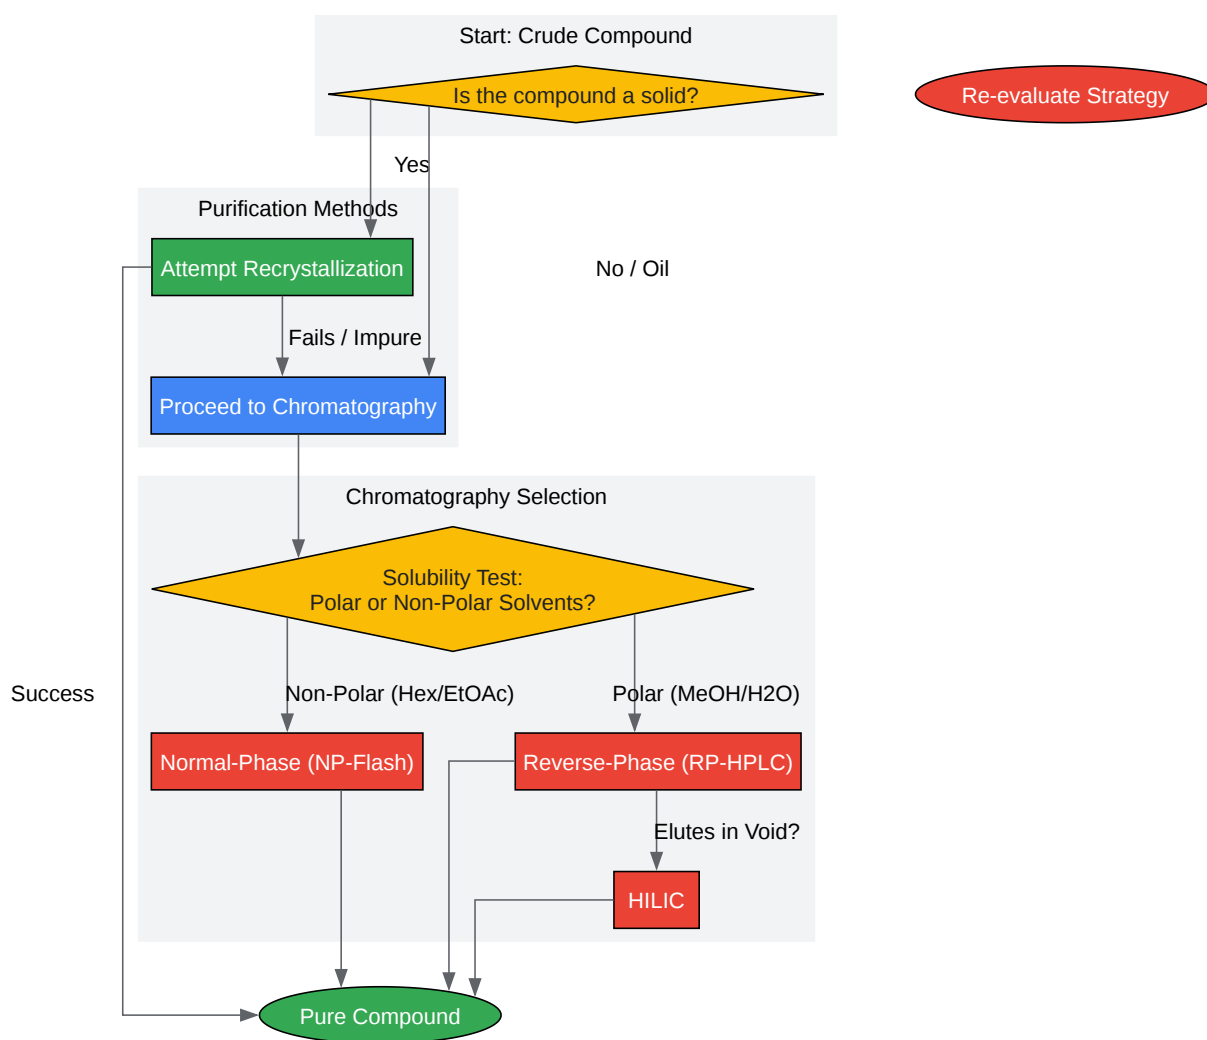 Start: Crude Compound
Is the compound a solid?
Re-evaluate Strategy
Yes
Purification Methods
Attempt Recrystallization
No / Oil
Fails / Impure
Proceed to Chromatography
Chromatography Selection
Solubility Test:
Polar or Non-Polar Solvents?
Success
Non-Polar (Hex/EtOAc)
Polar (MeOH/H2O)
Normal-Phase (NP-Flash)
Reverse-Phase (RP-HPLC)
Elutes in Void?
HILIC
Pure Compound